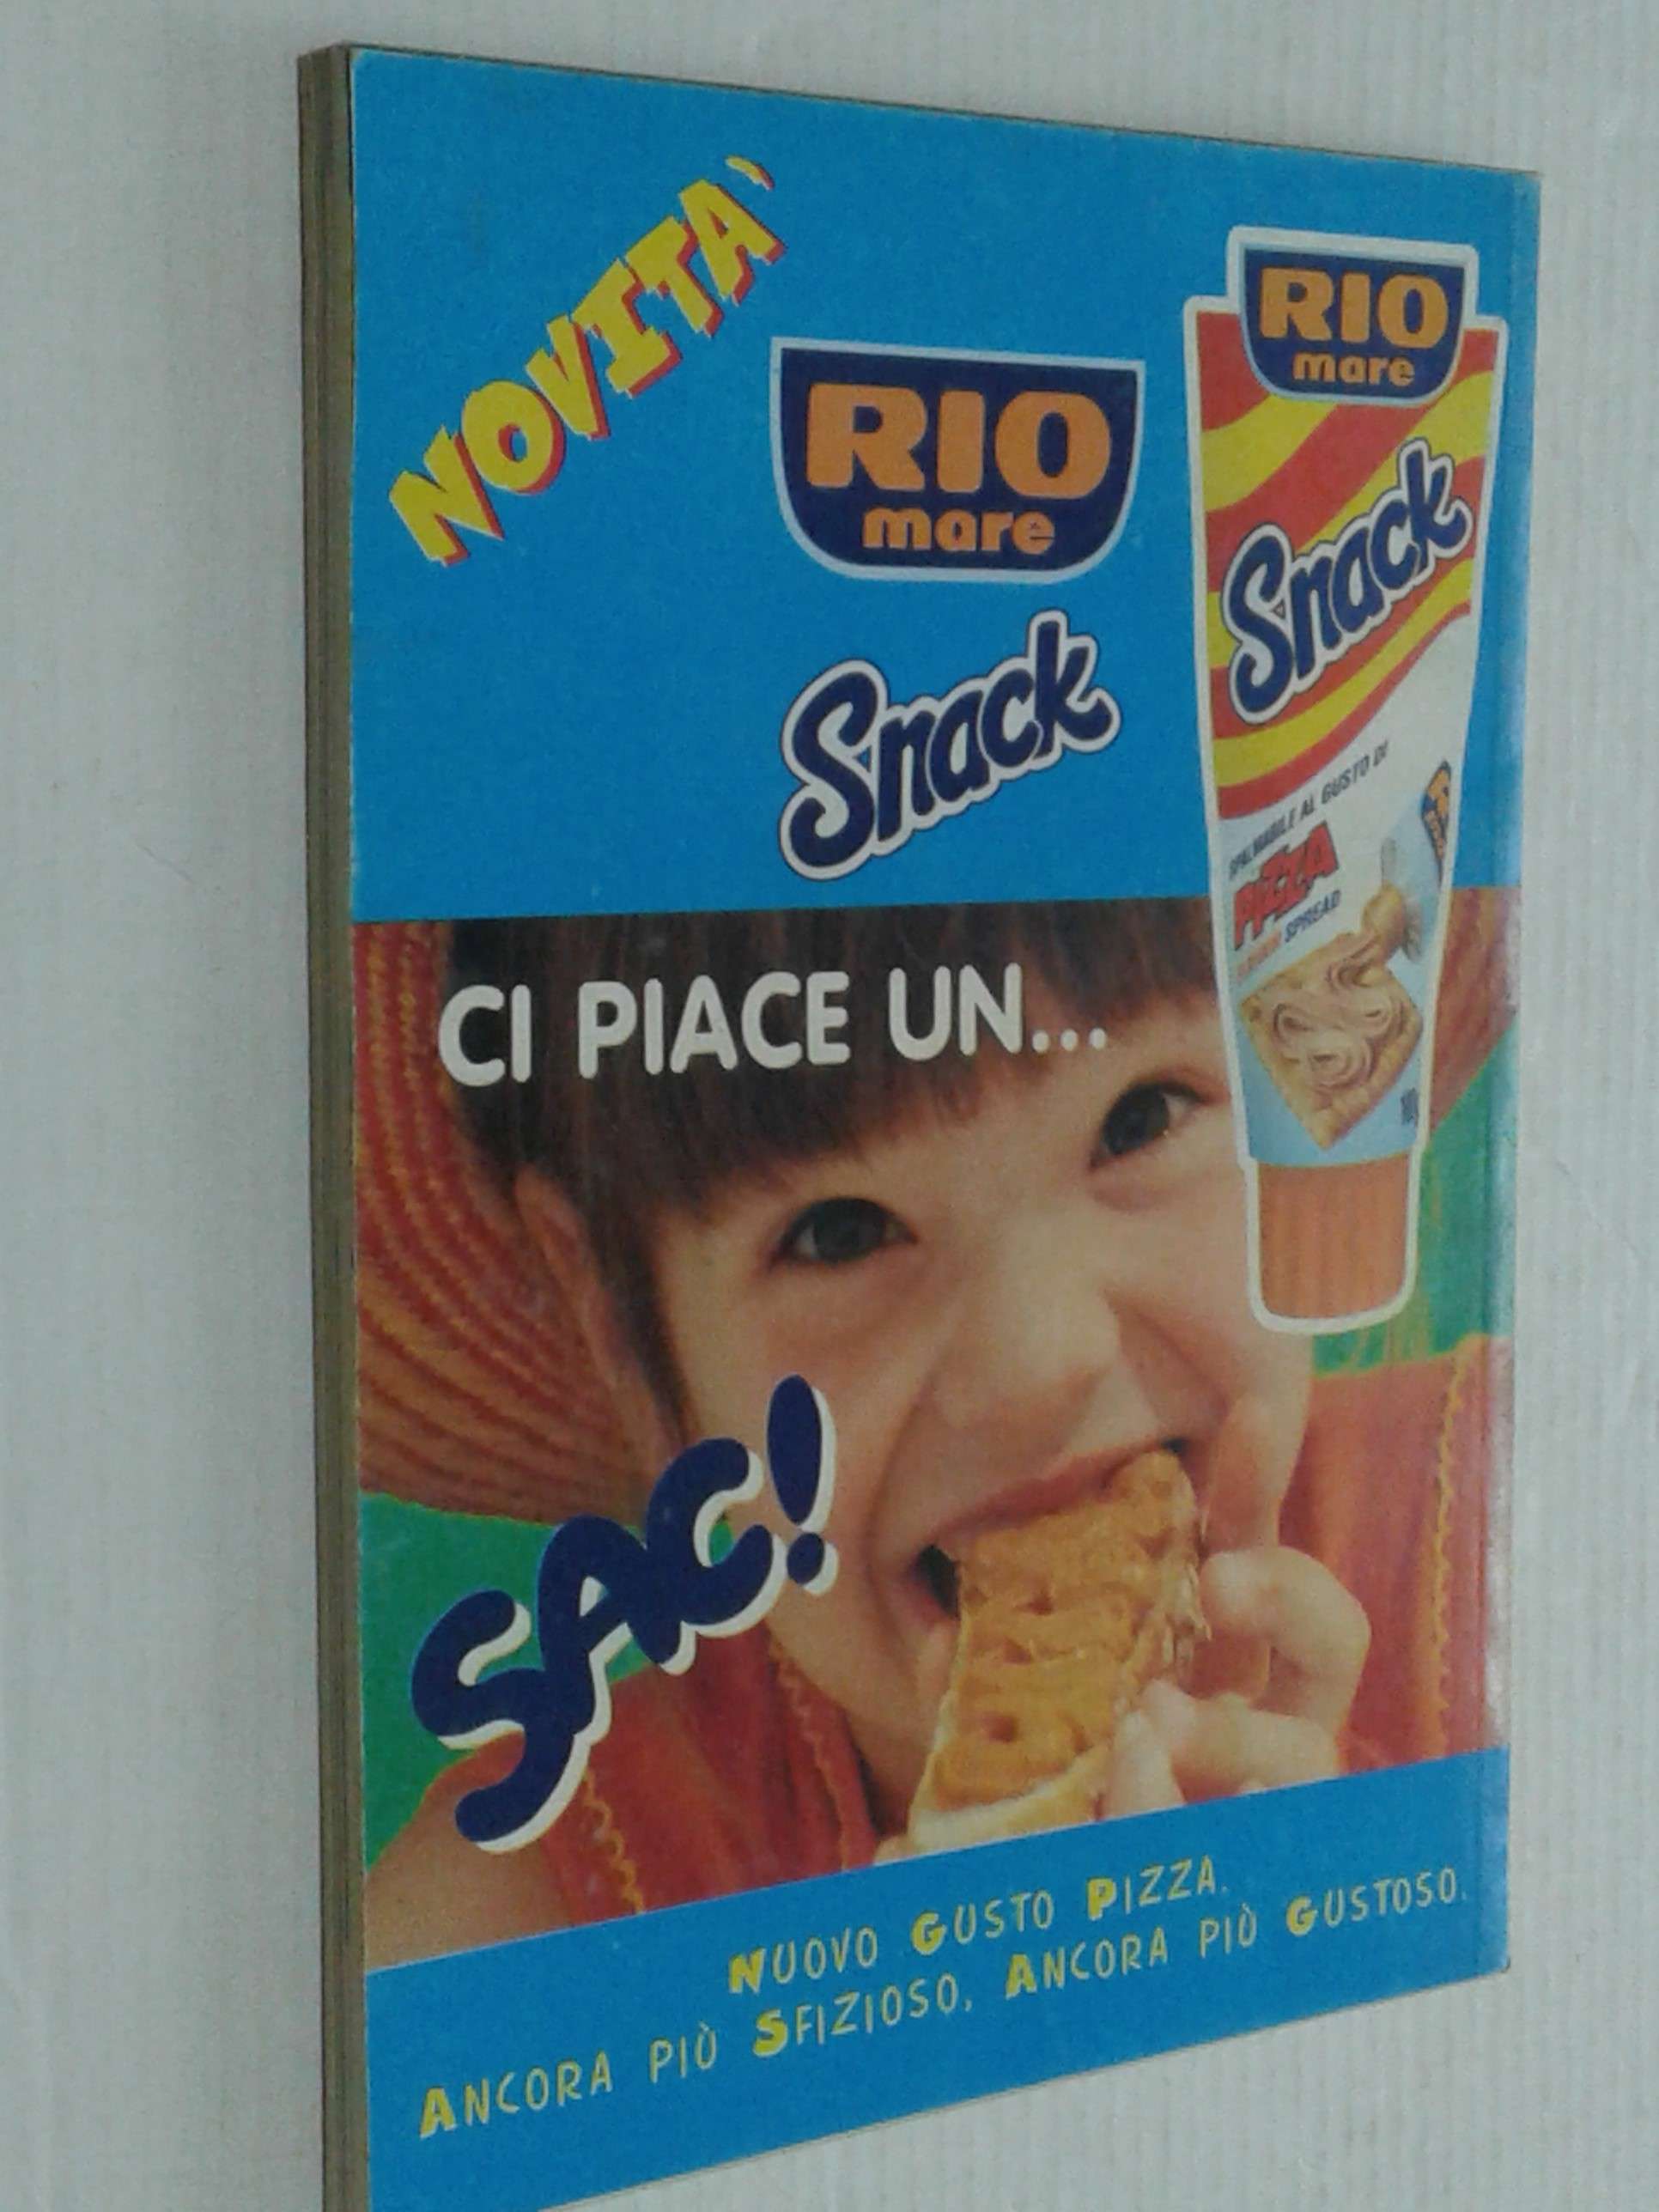 NOVITA'
RIO
mare
Snack
RIO
mare
Snack
SPALMABILE AL GUSTO DI
PIZZA
SPREAD
CI PIACE UN...
SAC!
NUOVO GUSTO PIZZA.
ANCORA PIÙ SFIZIOSO, ANCORA PIÙ GUSTOSO.